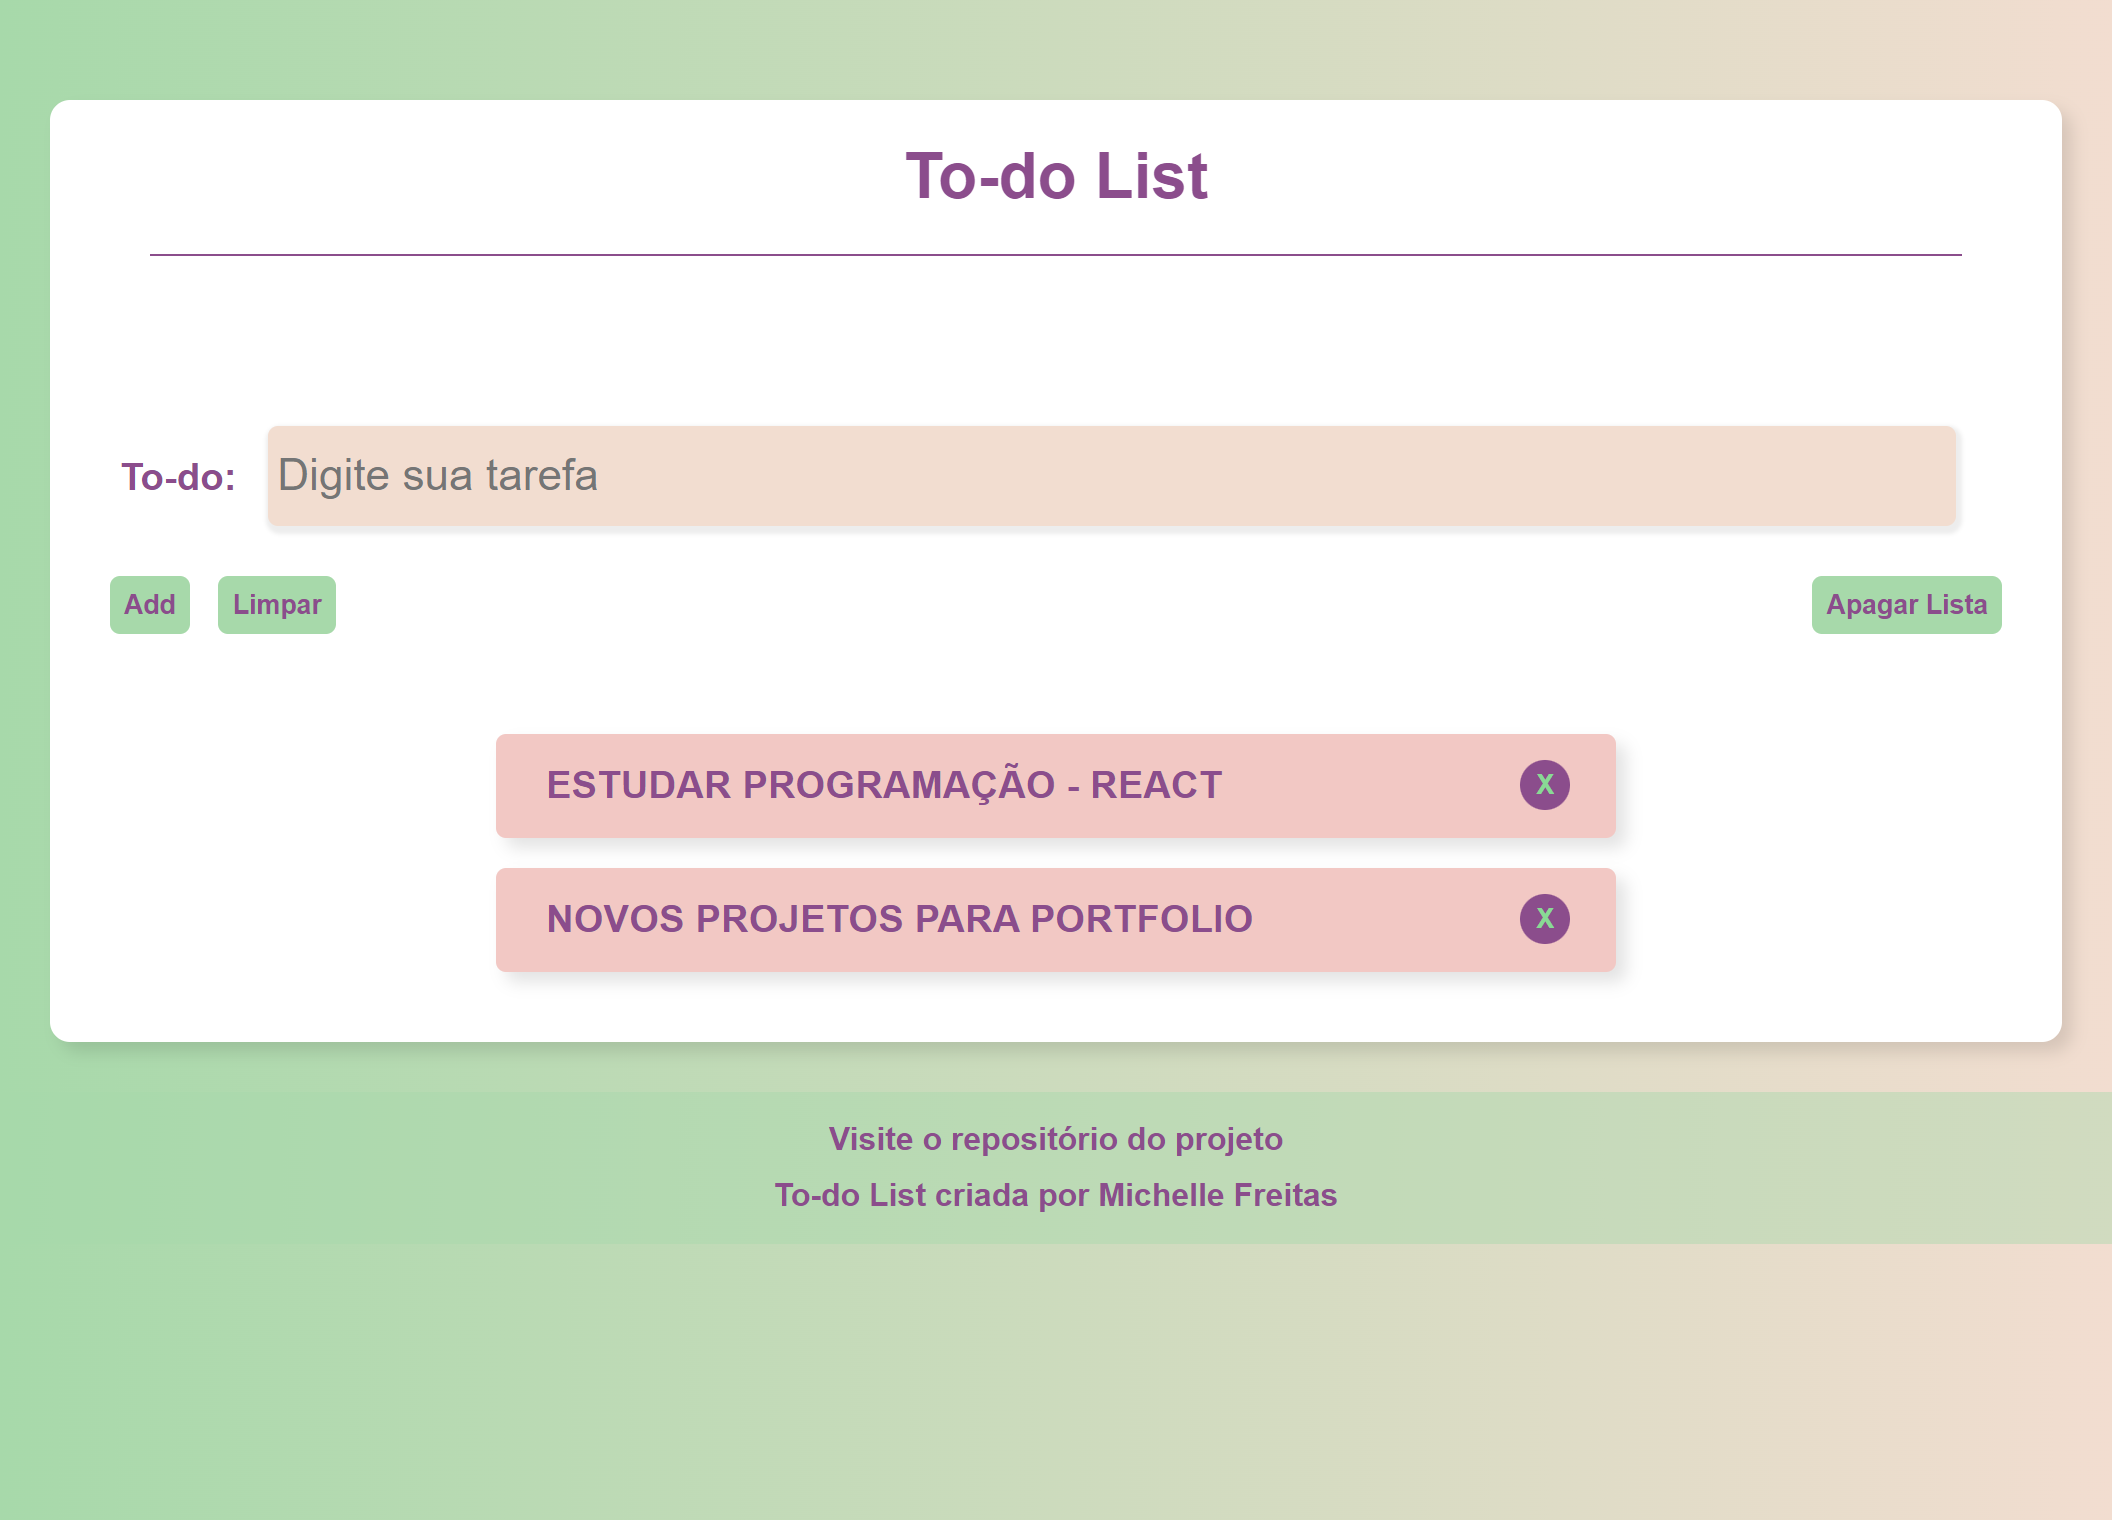 To-do List
To-do: Digite sua tarefa
Add Limpar Apagar Lista
ESTUDAR PROGRAMAÇÃO - REACT X
NOVOS PROJETOS PARA PORTFOLIO X
Visite o repositório do projeto
To-do List criada por Michelle Freitas